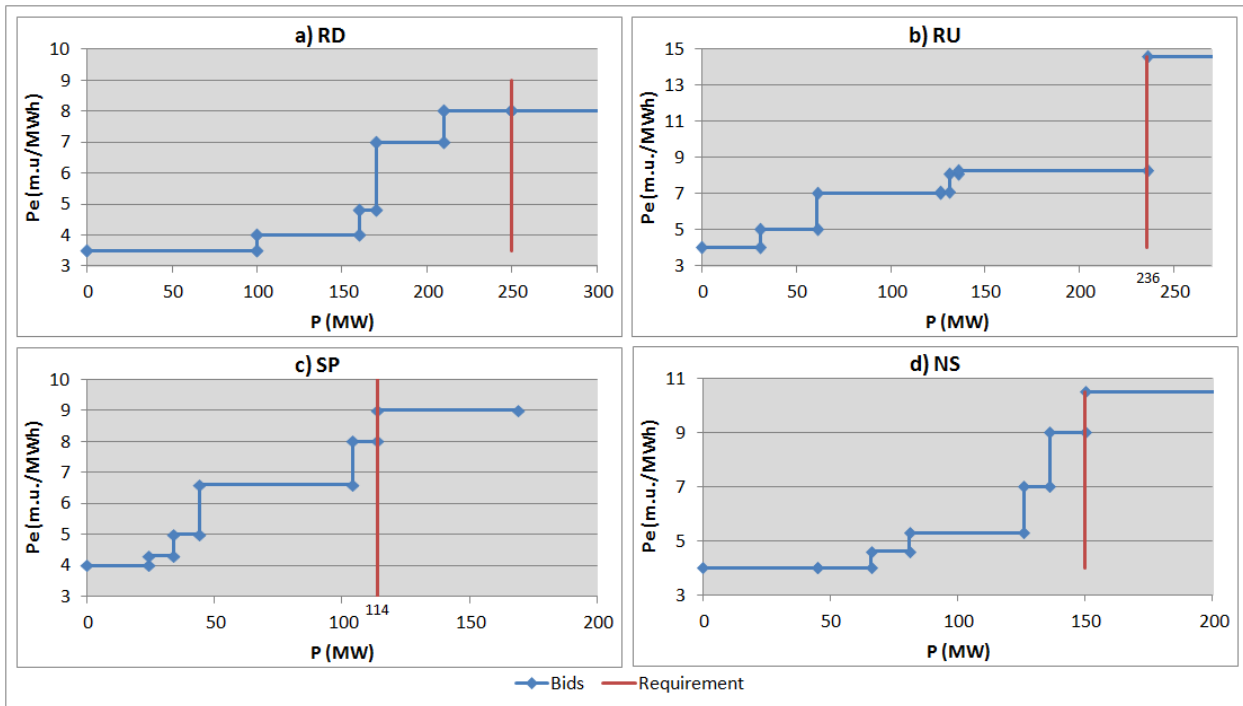 a) RD
10
9
8
7
6
5
4
3
Pe (m.u/MWh)
0 50 100 150 200 250 300
P (MW)
b) RU
15
13
11
9
7
5
3
Pe (m.u./MWh)
0 50 100 150 200 236 250
P (MW)
c) SP
10
9
8
7
6
5
4
3
Pe (m.u./MWh)
0 50 100 114 150 200
P (MW)
d) NS
11
9
7
5
3
Pe (m.u./MWh)
0 50 100 150 200
P (MW)
Bids Requirement